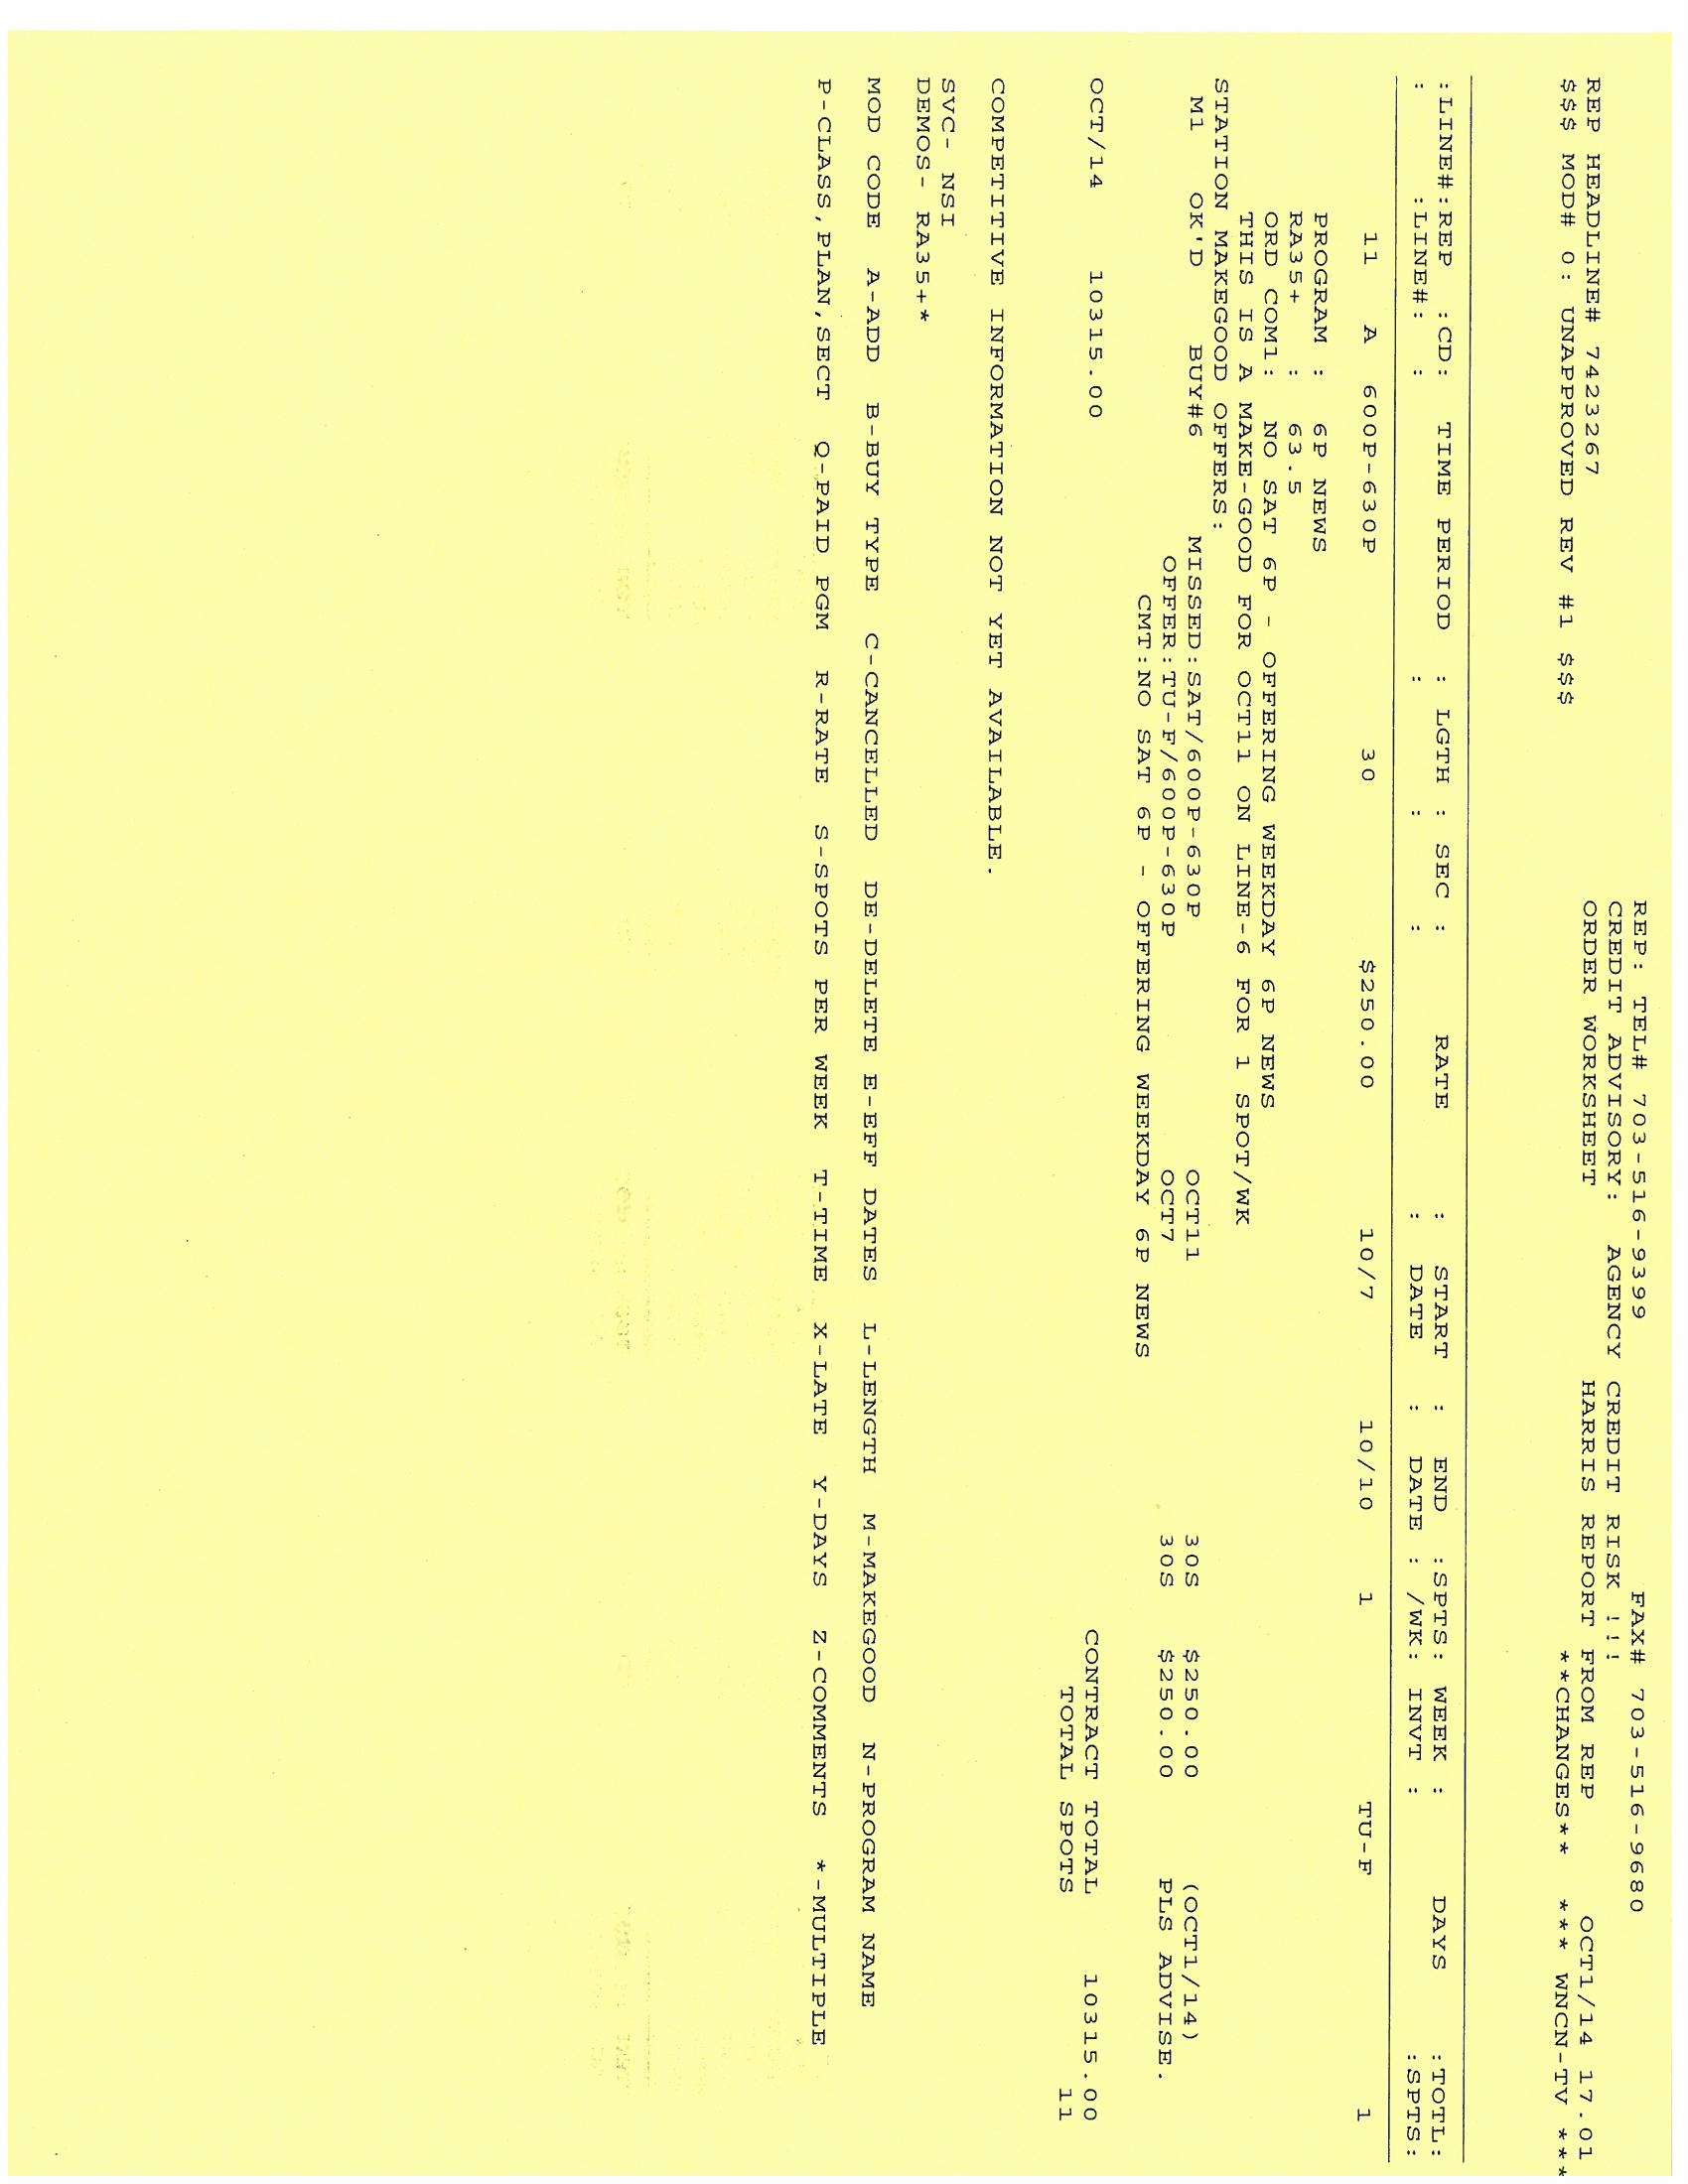 REP: TEL# 703-516-9399 FAX# 703-516-9680
CREDIT ADVISORY: AGENCY CREDIT RISK !!!
REP HEADLINE# 7423267 ORDER WORKSHEET HARRIS REPORT FROM REP OCT1/14 17.01
$$$ MOD# 0: UNAPPROVED REV #1 $$$ **CHANGES** *** WNCN-TV ***
:LINE#:REP :CD: TIME PERIOD : LGTH : SEC : RATE : START : END :SPTS: WEEK : DAYS :TOTL:
: :LINE#: : : : : : DATE : DATE : /WK: INVT : :SPTS:
11 A 600P-630P 30 $250.00 10/7 10/10 1 TU-F 1
PROGRAM : 6P NEWS
RA35+ : 63.5
ORD COM1: NO SAT 6P - OFFERING WEEKDAY 6P NEWS
THIS IS A MAKE-GOOD FOR OCT11 ON LINE-6 FOR 1 SPOT/WK
STATION MAKEGOOD OFFERS:
M1 OK'D BUY#6 MISSED:SAT/600P-630P OCT11 30S $250.00 (OCT1/14)
OFFER:TU-F/600P-630P OCT7 30S $250.00 PLS ADVISE.
CMT:NO SAT 6P - OFFERING WEEKDAY 6P NEWS
OCT/14 10315.00 CONTRACT TOTAL 10315.00
TOTAL SPOTS 11
COMPETITIVE INFORMATION NOT YET AVAILABLE.
SVC- NSI
DEMOS- RA35+*
MOD CODE A-ADD B-BUY TYPE C-CANCELLED DE-DELETE E-EFF DATES L-LENGTH M-MAKEGOOD N-PROGRAM NAME
P-CLASS,PLAN,SECT Q-PAID PGM R-RATE S-SPOTS PER WEEK T-TIME X-LATE Y-DAYS Z-COMMENTS *-MULTIPLE